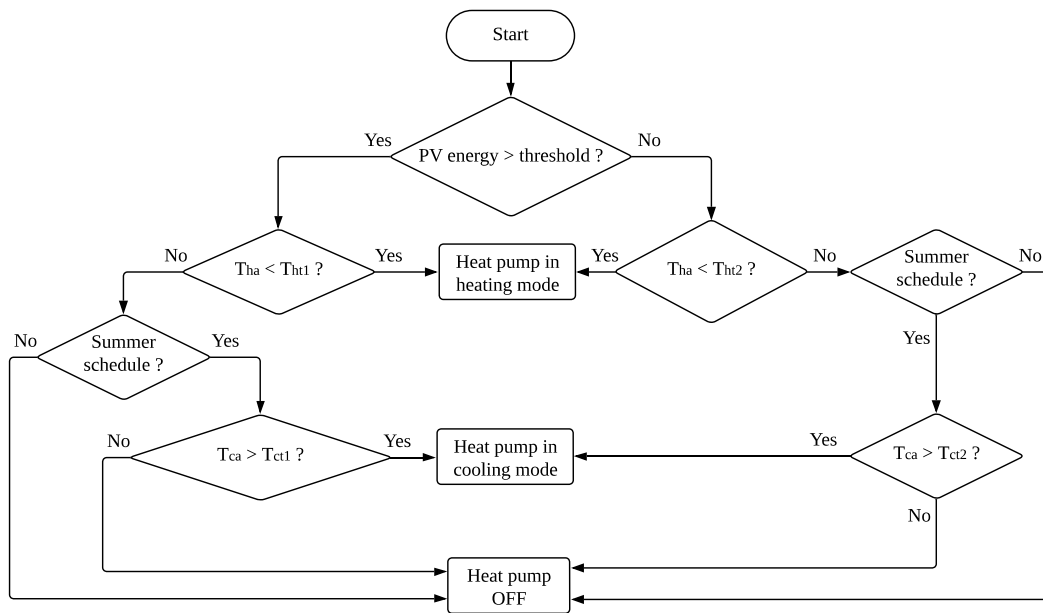 Start
Yes
PV energy > threshold ?
No
No
Tha < Tht1 ?
Yes
Heat pump in
heating mode
Yes
Tha < Tht2 ?
No
Summer
schedule ?
No
No
Summer
schedule ?
Yes
Yes
No
Tca > Tct1 ?
Yes
Heat pump in
cooling mode
Yes
Tca > Tct2 ?
No
Heat pump
OFF